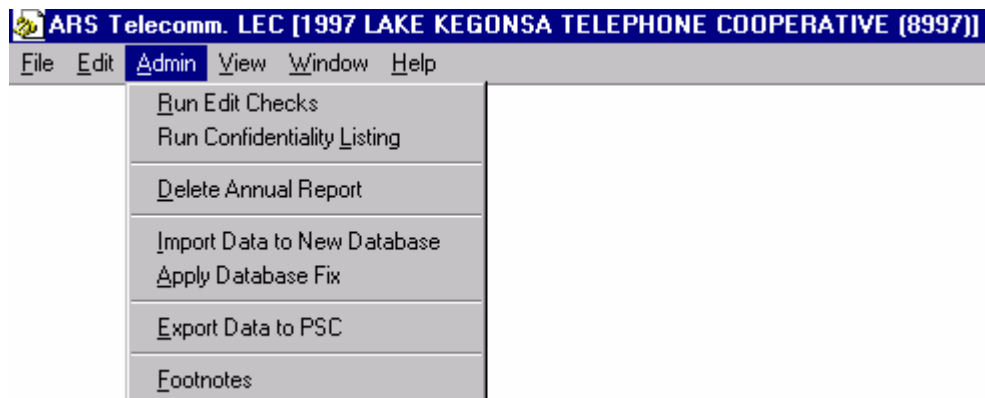 ARS Telecomm. LEC [1997 LAKE KEGONSA TELEPHONE COOPERATIVE (8997)]
File Edit Admin View Window Help
Run Edit Checks
Run Confidentiality Listing
Delete Annual Report
Import Data to New Database
Apply Database Fix
Export Data to PSC
Footnotes